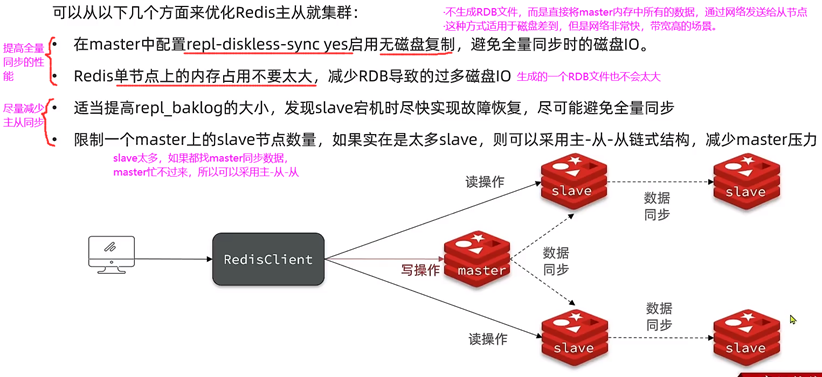 可以从以下几个方面来优化Redis主从就集群：
·不生成RDB文件，而是直接将master内存中所有的数据，通过网络发送给从节点
·这种方式适用于磁盘差到，但是网络非常快，带宽高的场景。
提高全量
同步的性
能
• 在master中配置repl-diskless-sync yes启用无磁盘复制，避免全量同步时的磁盘IO。
• Redis单节点上的内存占用不要太大，减少RDB导致的过多磁盘IO
生成的一个RDB文件也不会太大
尽量减少
主从同步
• 适当提高repl_baklog的大小，发现slave宕机时尽快实现故障恢复，尽可能避免全量同步
• 限制一个master上的slave节点数量，如果实在是太多slave，则可以采用主-从-从链式结构，减少master压力
slave太多，如果都找master同步数据，
master忙不过来，所以可以采用主-从-从
读操作
slave
数据
同步
slave
RedisClient
写操作
master
数据
同步
读操作
slave
数据
同步
slave